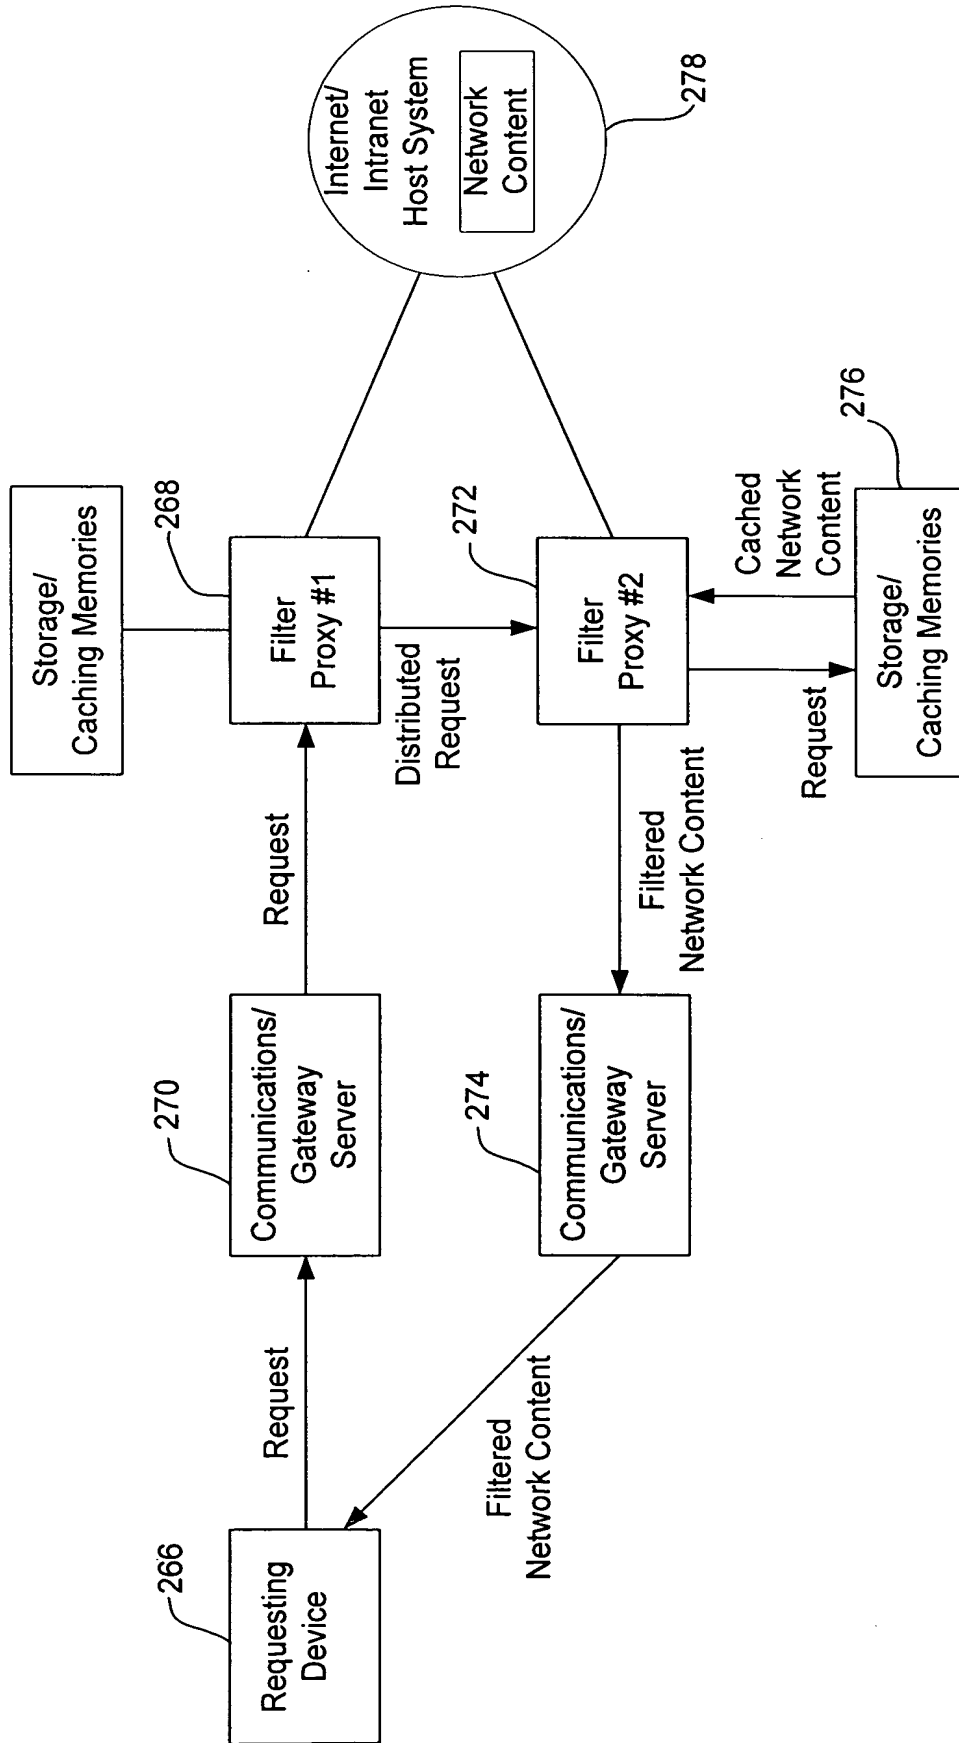 Storage/
Caching Memories
268
Filter
Proxy #1
Internet/
Intranet
Host System
Network
Content
278
266
Requesting
Device
Request
270
Communications/
Gateway
Server
Request
Distributed
Request
272
Filter
Proxy #2
Filtered
Network Content
274
Communications/
Gateway
Server
Filtered
Network Content
Request
Cached
Network
Content
276
Storage/
Caching Memories